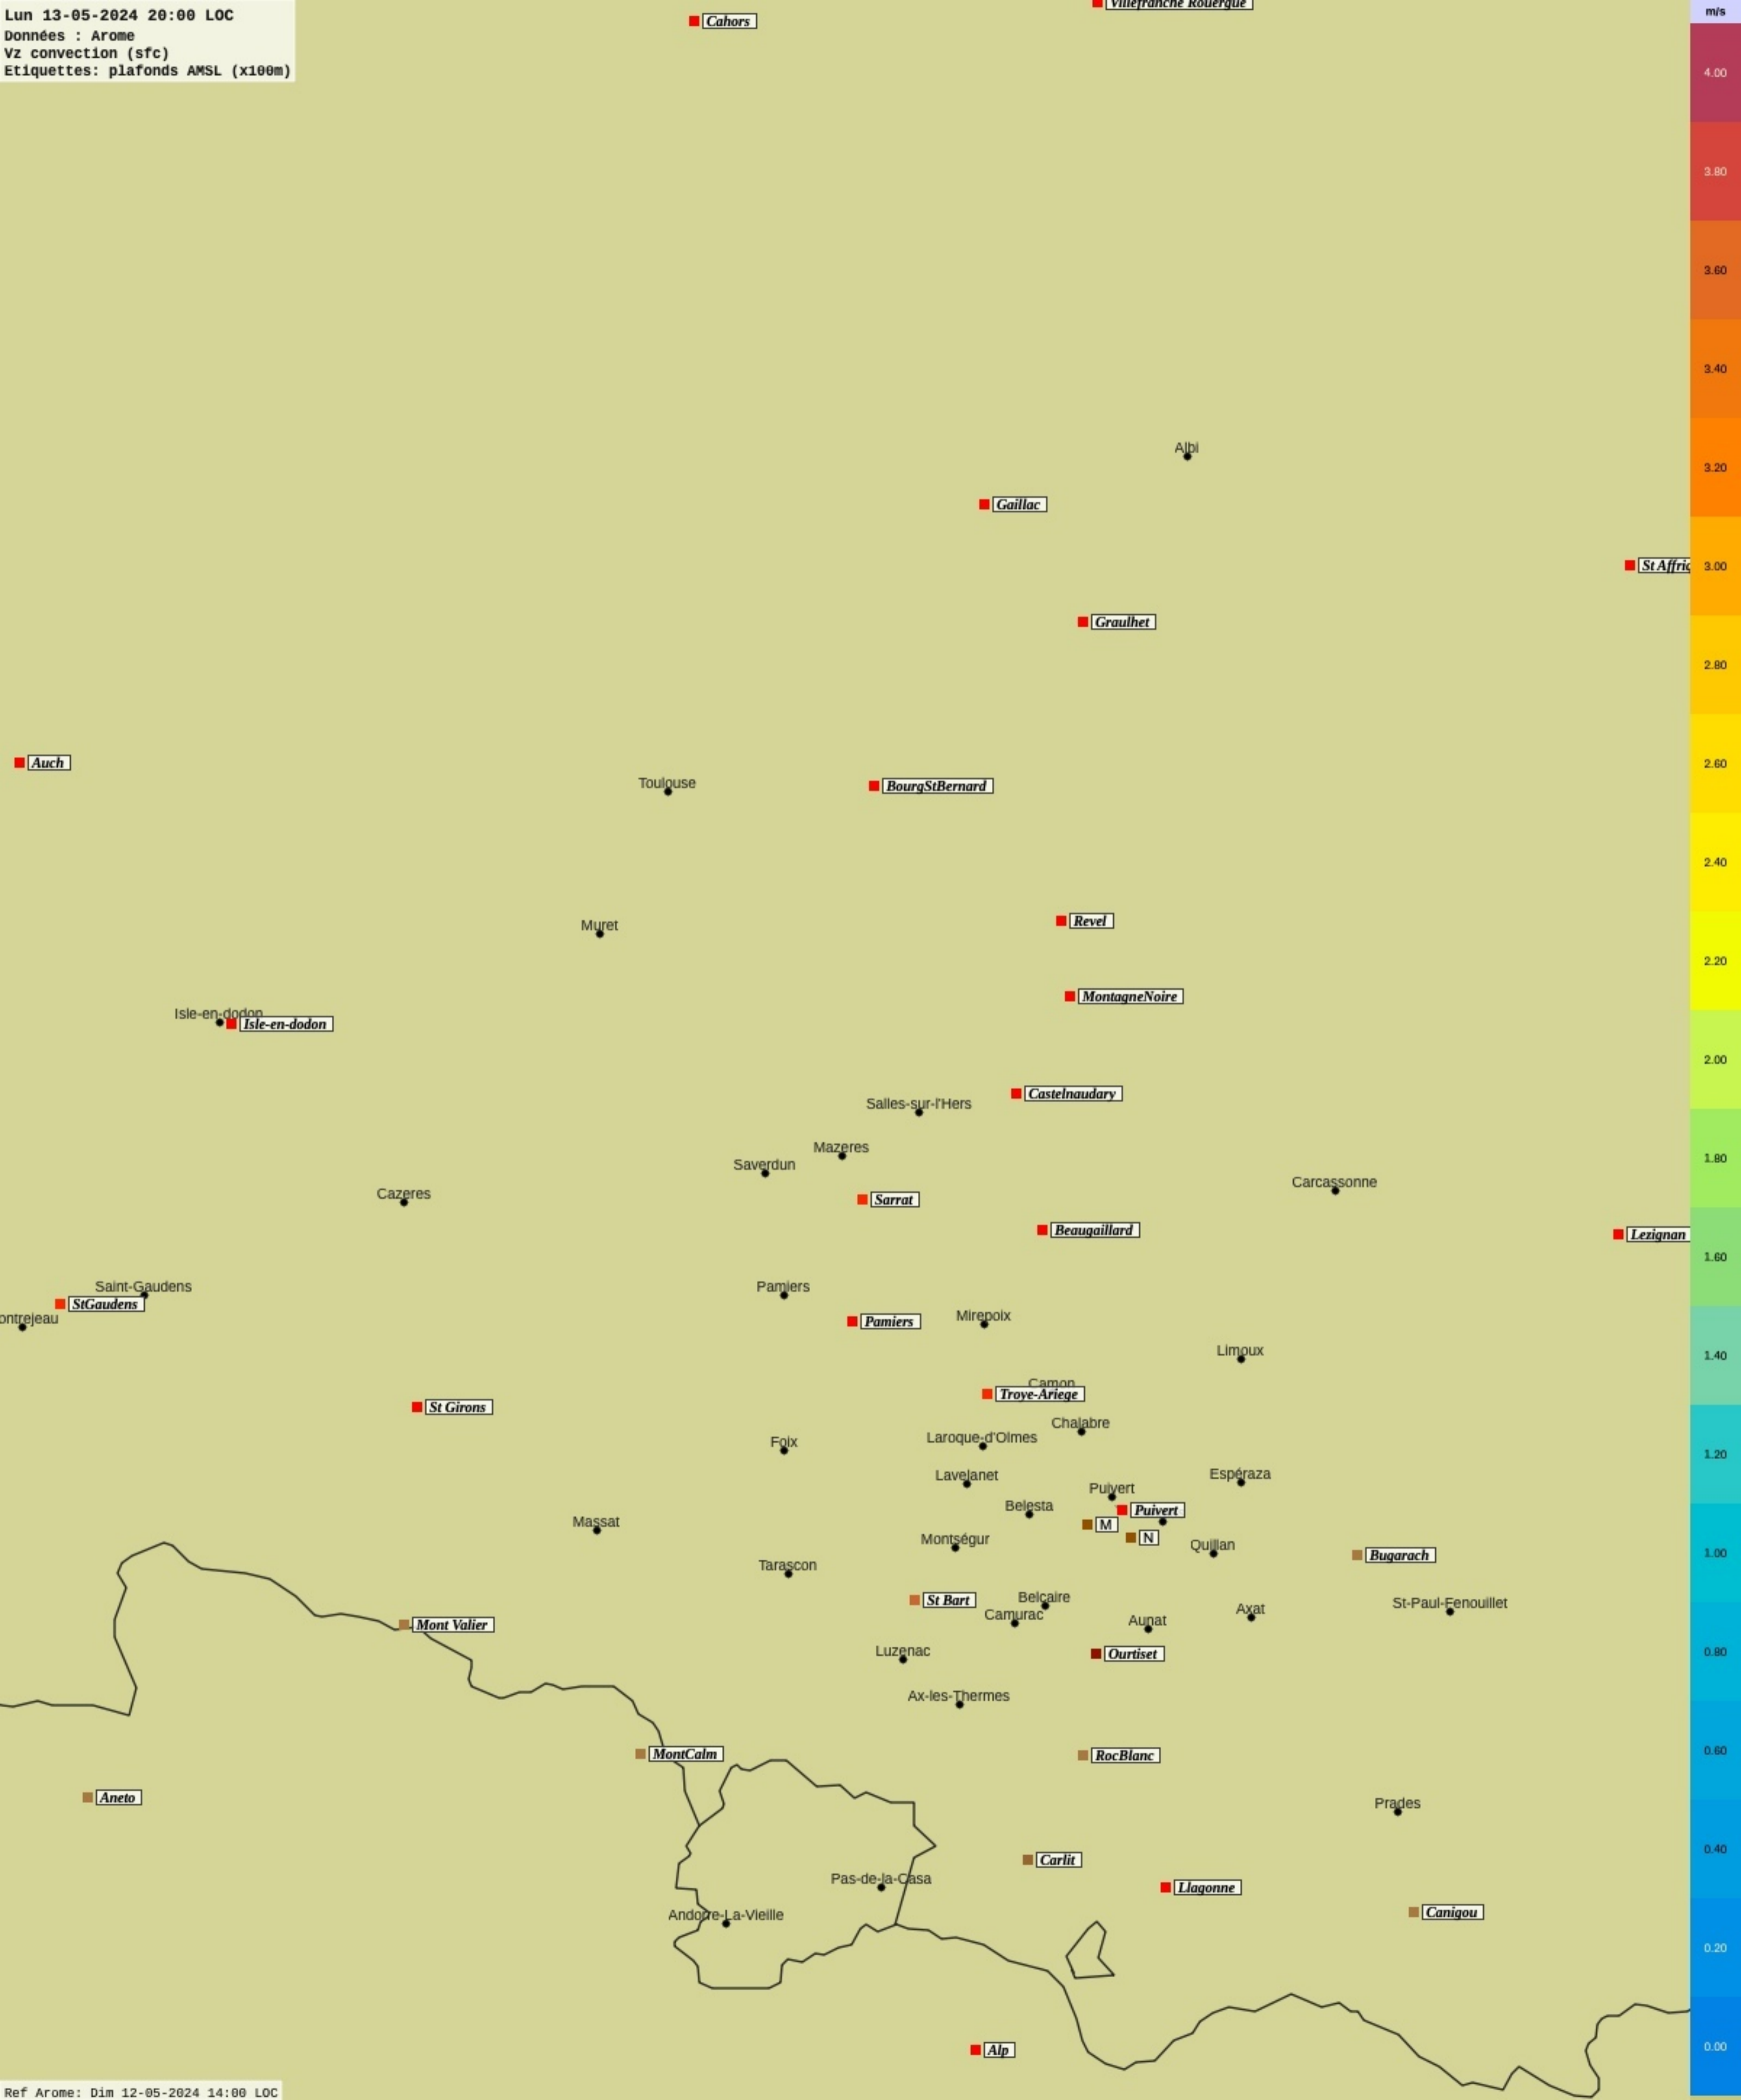 Lun 13-05-2024 20:00 LOC
Données : Arome
Vz convection (sfc)
Etiquettes: plafonds AMSL (x100m)
m/s
Villefranche Rouergue
Cahors
4.00
3.80
3.60
3.40
Albi
3.20
Gaillac
St Affric
3.00
Graulhet
2.80
Auch
Toulouse
BourgStBernard
2.60
2.40
Muret
Revel
2.20
MontagneNoire
Isle-en-dodon
Isle-en-dodon
2.00
Castelnaudary
Salles-sur-l'Hers
Mazeres
Saverdun
1.80
Carcassonne
Cazeres
Sarrat
Beaugaillard
Lezignan
1.60
Saint-Gaudens
StGaudens
ontrejeau
Pamiers
Pamiers
Mirepoix
Limoux
1.40
Camon
Troye-Ariege
St Girons
Chalabre
Laroque-d'Olmes
Foix
1.20
Lavelanet
Espéraza
Puivert
Belesta
Puivert
Massat
M
N
Montségur
Quillan
1.00
Bugarach
Tarascon
St Bart
Belcaire
St-Paul-Fenouillet
Axat
Camurac
Aunat
Mont Valier
Luzenac
Ourtiset
0.80
Ax-les-Thermes
MontCalm
RocBlanc
0.60
Aneto
Prades
0.40
Carlit
Pas-de-la-Casa
Llagonne
Canigou
Andorre-La-Vieille
0.20
Alp
0.00
Ref Arome: Dim 12-05-2024 14:00 LOC